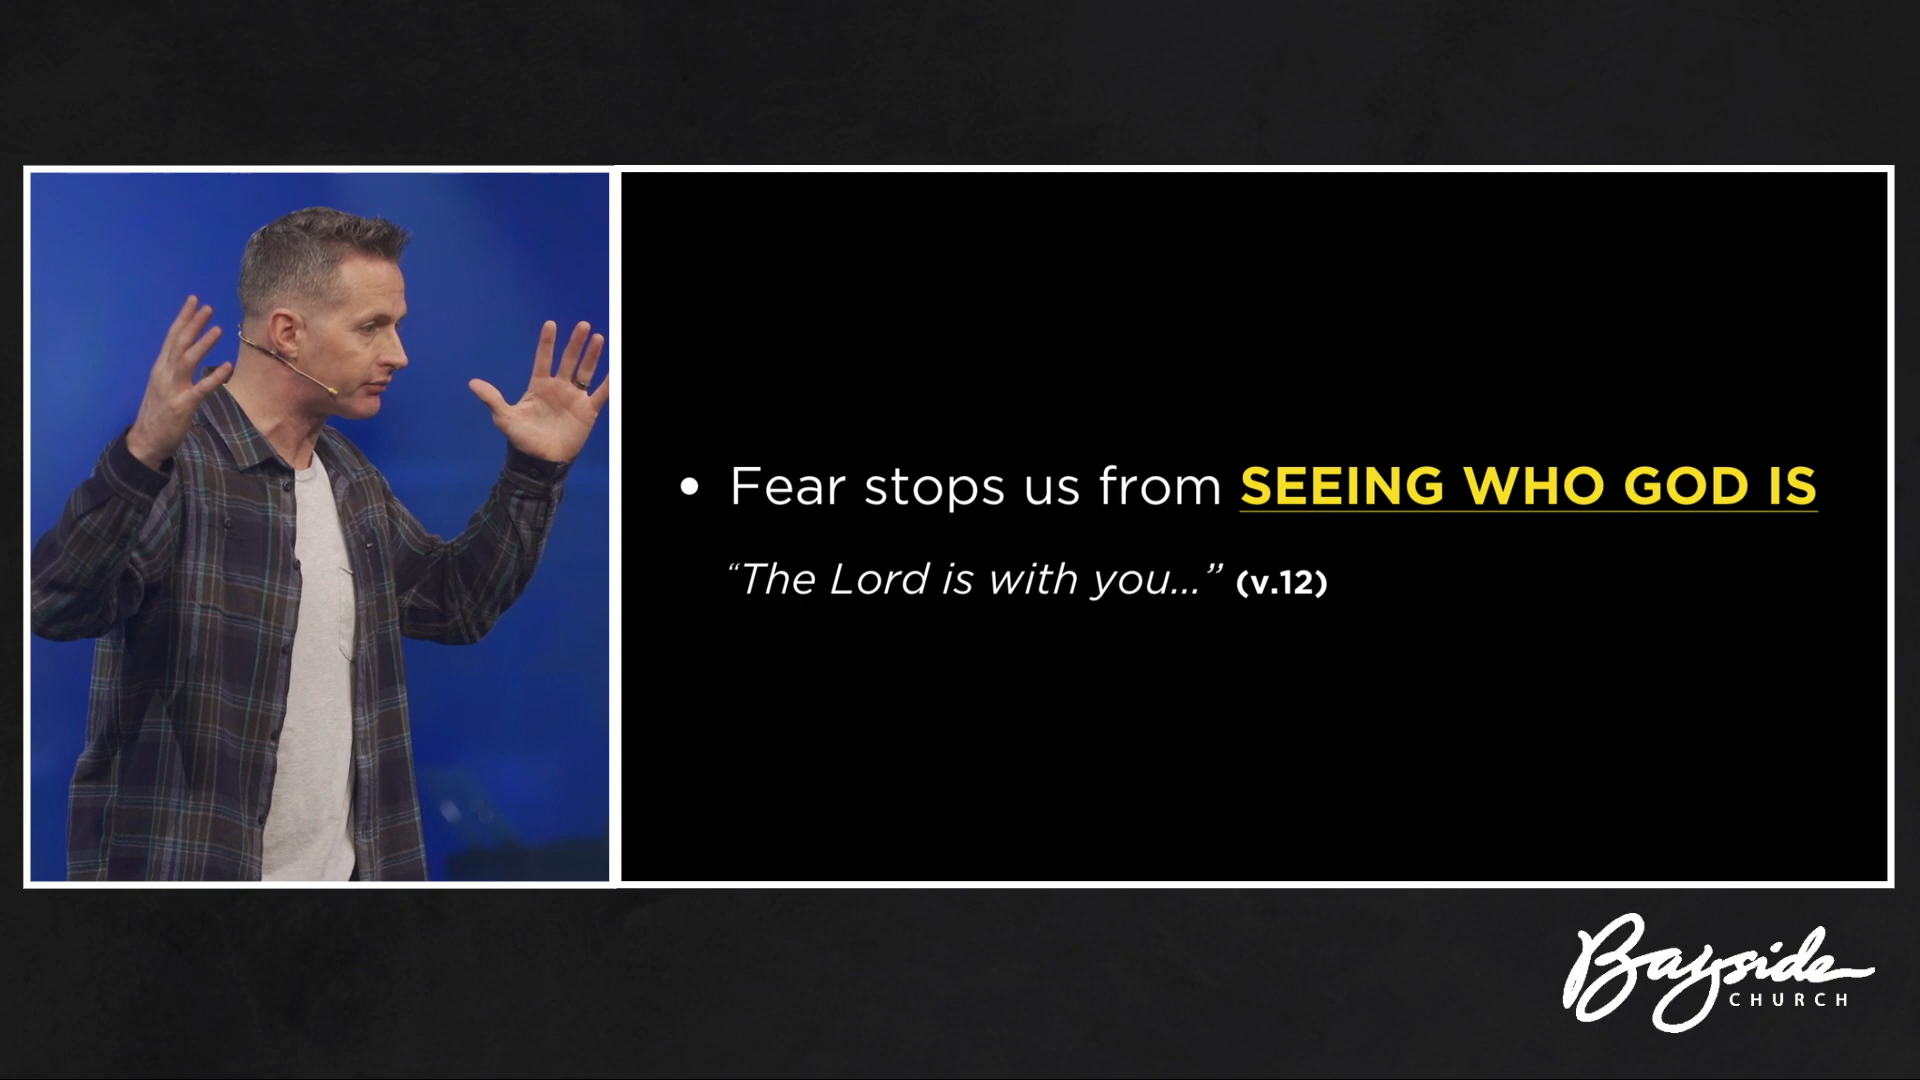 • Fear stops us from SEEING WHO GOD IS
“The Lord is with you...” (v.12)
Bayside
CHURCH